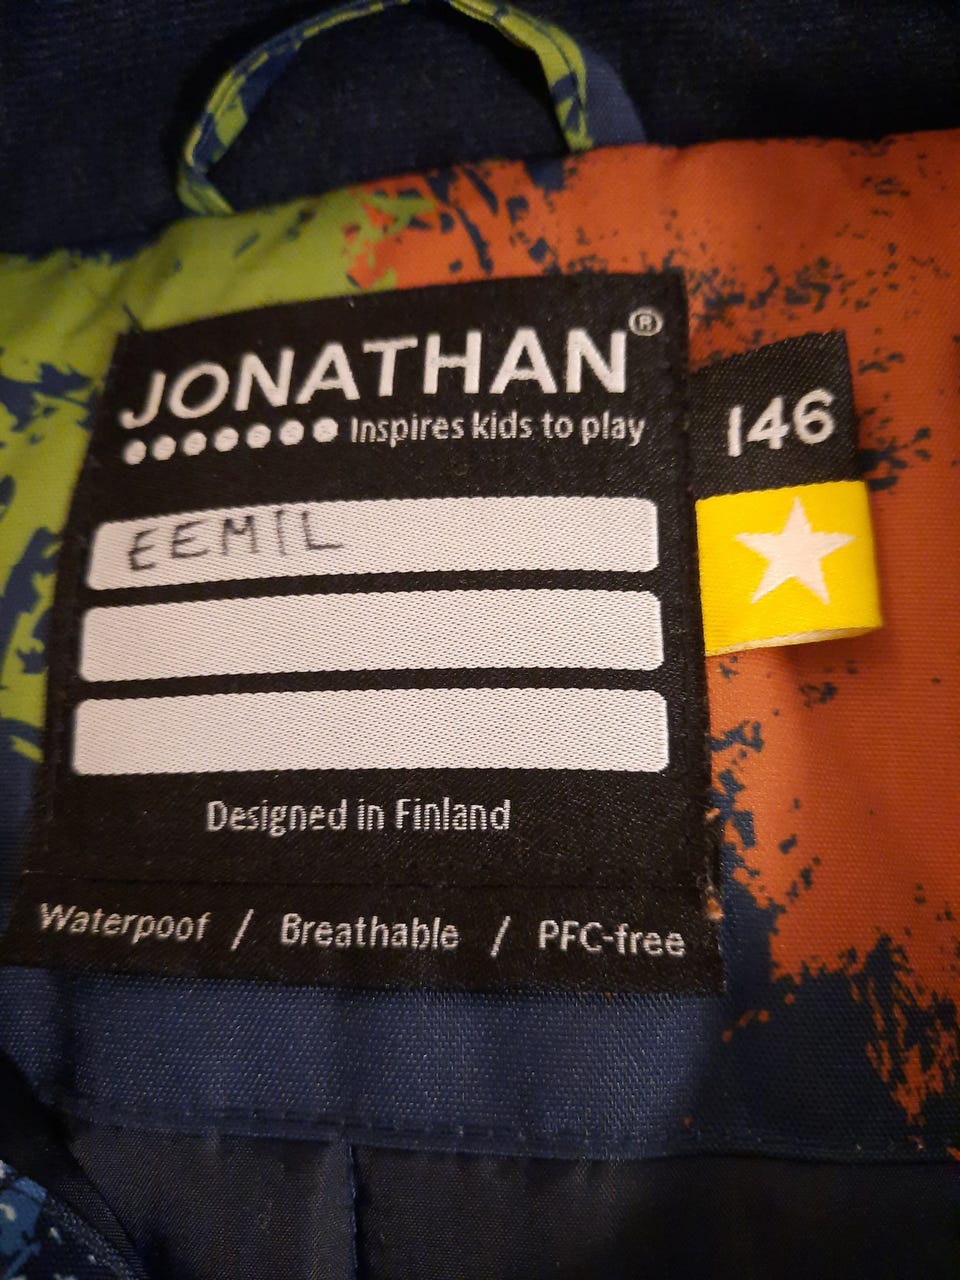 JONATHAN®
Inspires kids to play
146
EEMIL
Designed in Finland
Waterpoof / Breathable / PFC-free